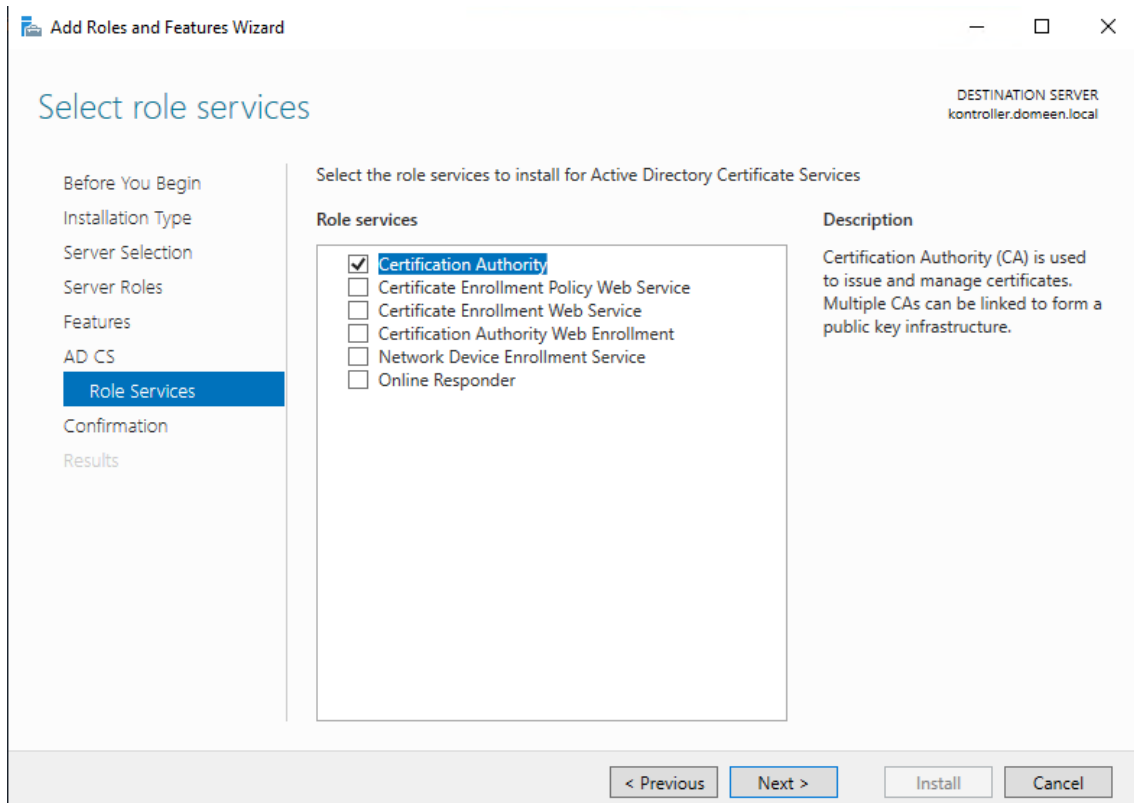 Add Roles and Features Wizard
Select role services
DESTINATION SERVER
kontroller.domeen.local
Before You Begin
Installation Type
Server Selection
Server Roles
Features
AD CS
Role Services
Confirmation
Results
Select the role services to install for Active Directory Certificate Services
Role services
Certification Authority
Certificate Enrollment Policy Web Service
Certificate Enrollment Web Service
Certification Authority Web Enrollment
Network Device Enrollment Service
Online Responder
Description
Certification Authority (CA) is used
to issue and manage certificates.
Multiple CAs can be linked to form a
public key infrastructure.
< Previous
Next >
Install
Cancel